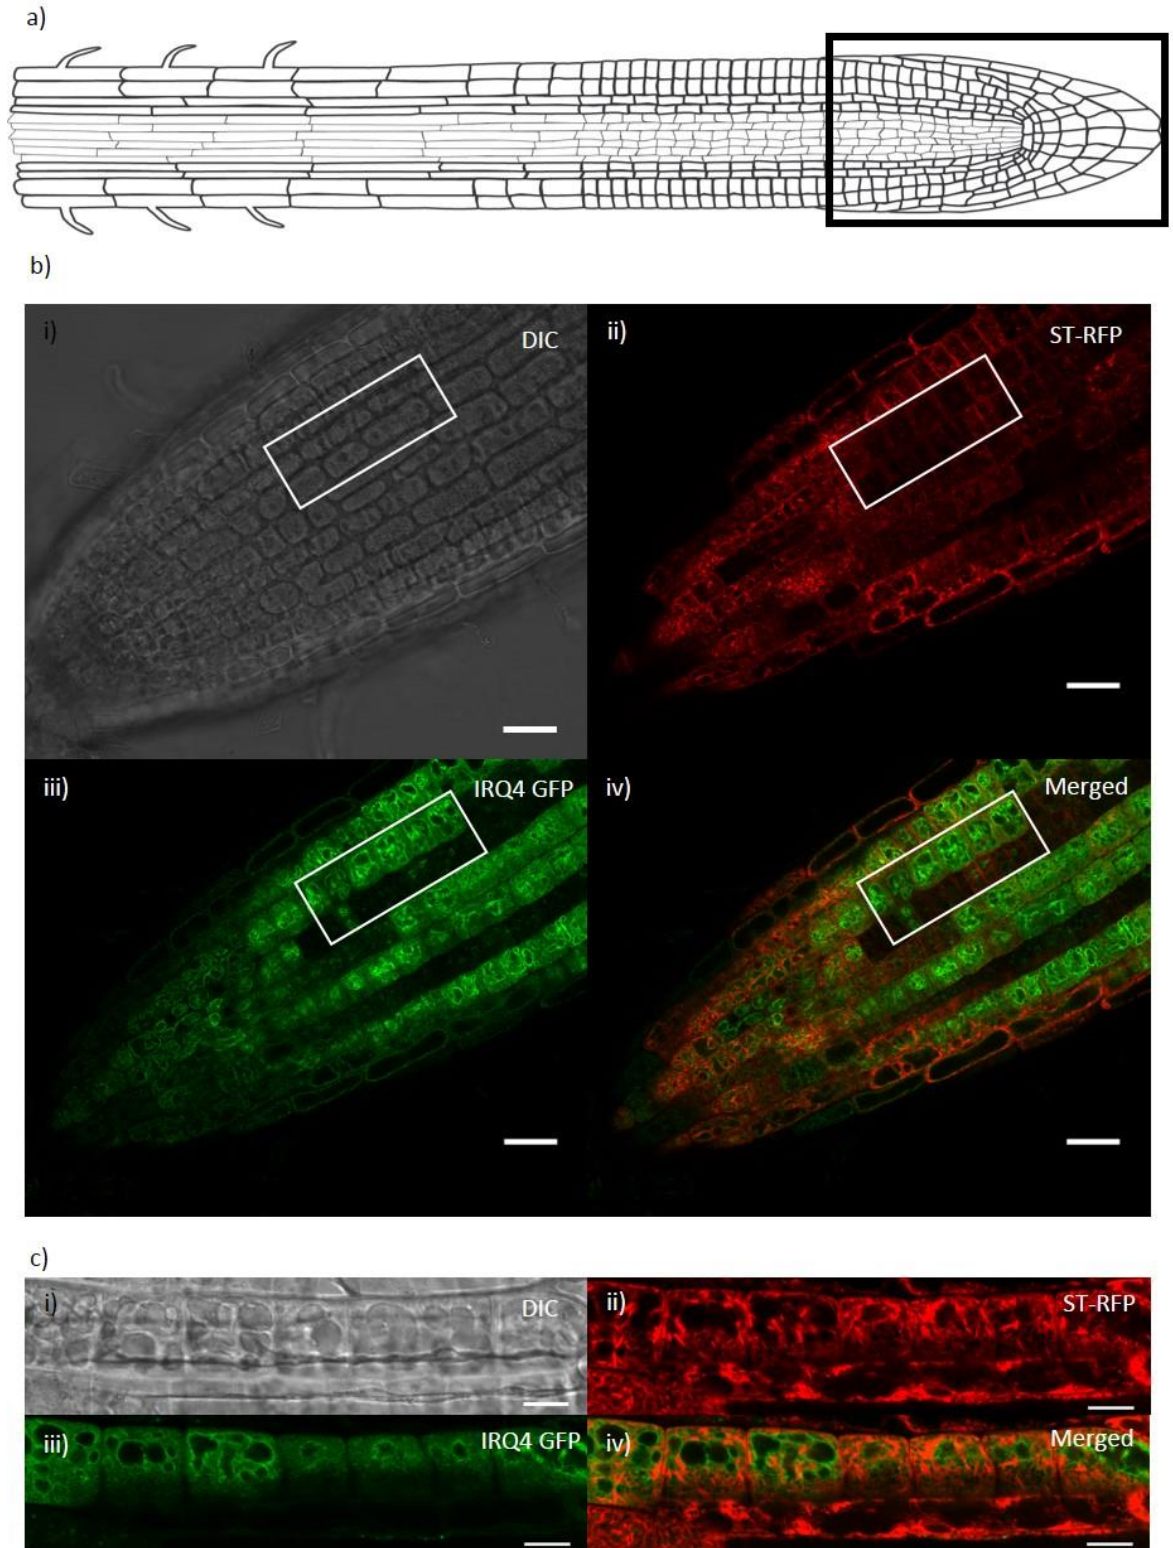 a)
b)
i)
DIC
ii)
ST-RFP
iii)
IRQ4 GFP
iv)
Merged
c)
i)
DIC
ii)
ST-RFP
iii)
IRQ4 GFP
iv)
Merged